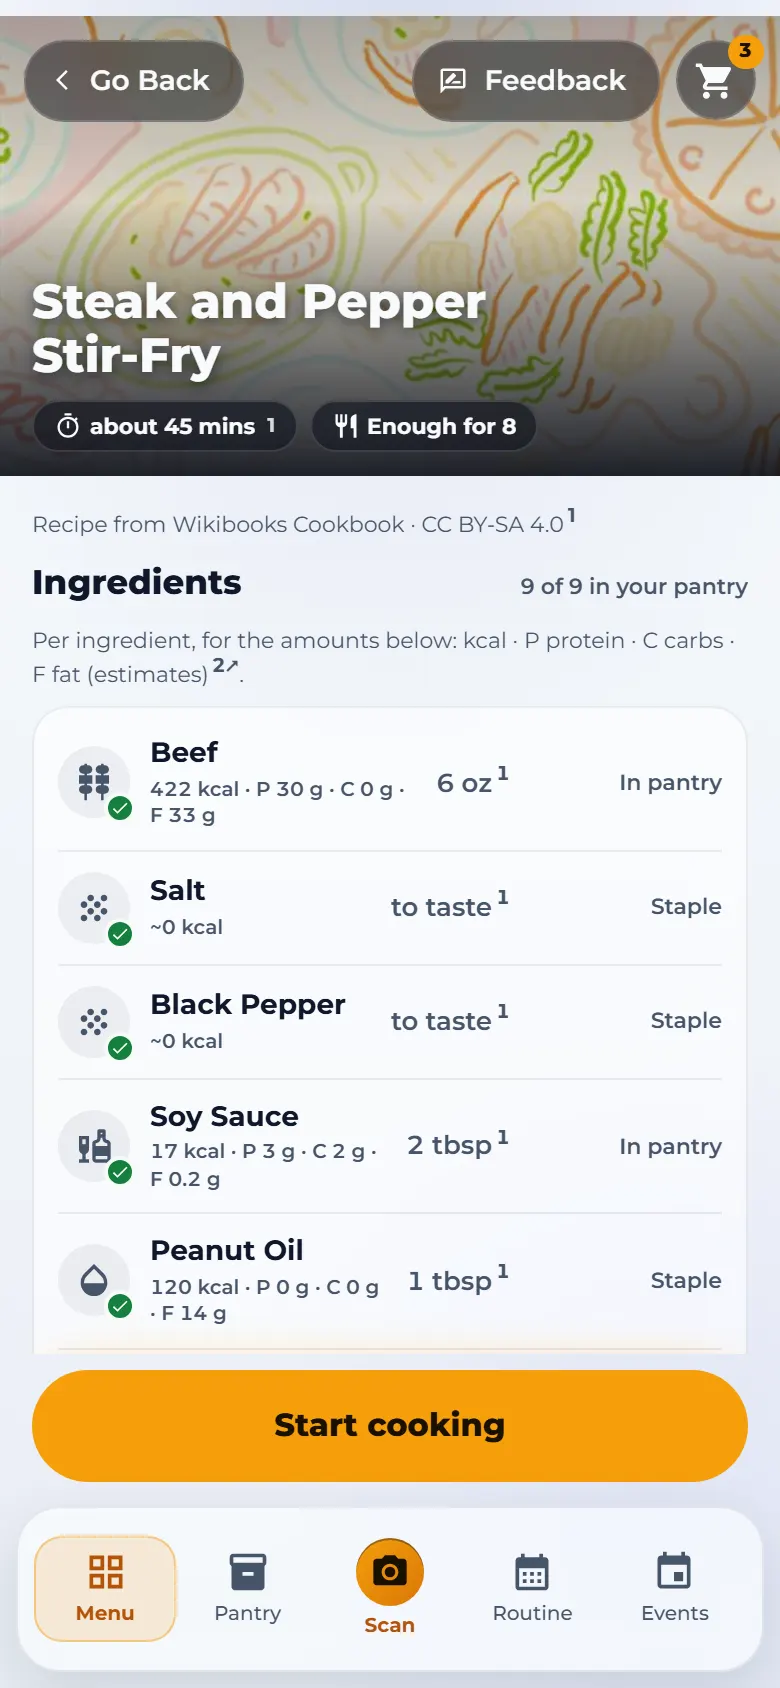 Go Back
Feedback
3
Steak and Pepper
Stir-Fry
about 45 mins 1
Enough for 8
Recipe from Wikibooks Cookbook · CC BY-SA 4.0 1
Ingredients
9 of 9 in your pantry
Per ingredient, for the amounts below: kcal · P protein · C carbs ·
F fat (estimates) 2↗.
Beef
422 kcal · P 30 g · C 0 g ·
F 33 g
6 oz 1
In pantry
Salt
~0 kcal
to taste 1
Staple
Black Pepper
~0 kcal
to taste 1
Staple
Soy Sauce
17 kcal · P 3 g · C 2 g ·
F 0.2 g
2 tbsp 1
In pantry
Peanut Oil
120 kcal · P 0 g · C 0 g
· F 14 g
1 tbsp 1
Staple
Start cooking
Menu
Pantry
Scan
Routine
Events